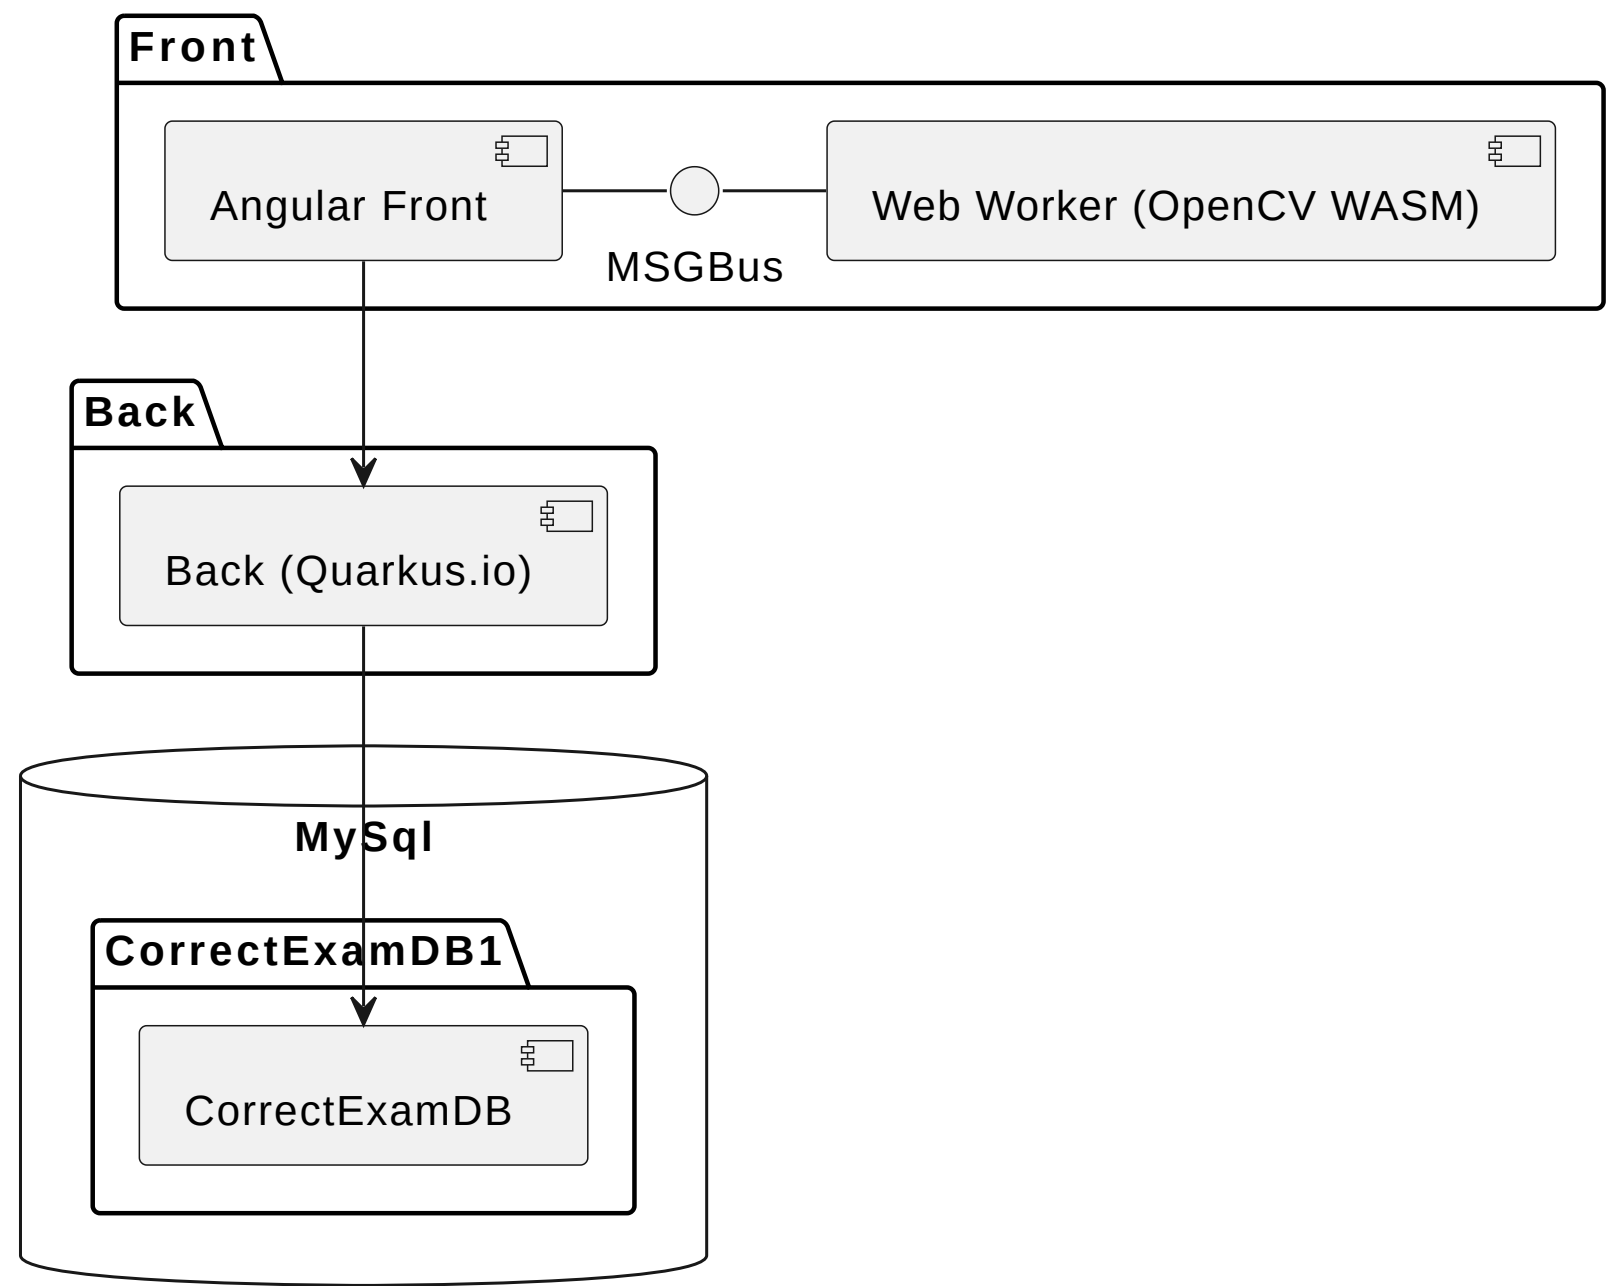 Front
Angular Front
Web Worker (OpenCV WASM)
MSGBus
Back
Back (Quarkus.io)
MySql
CorrectExamDB1
CorrectExamDB